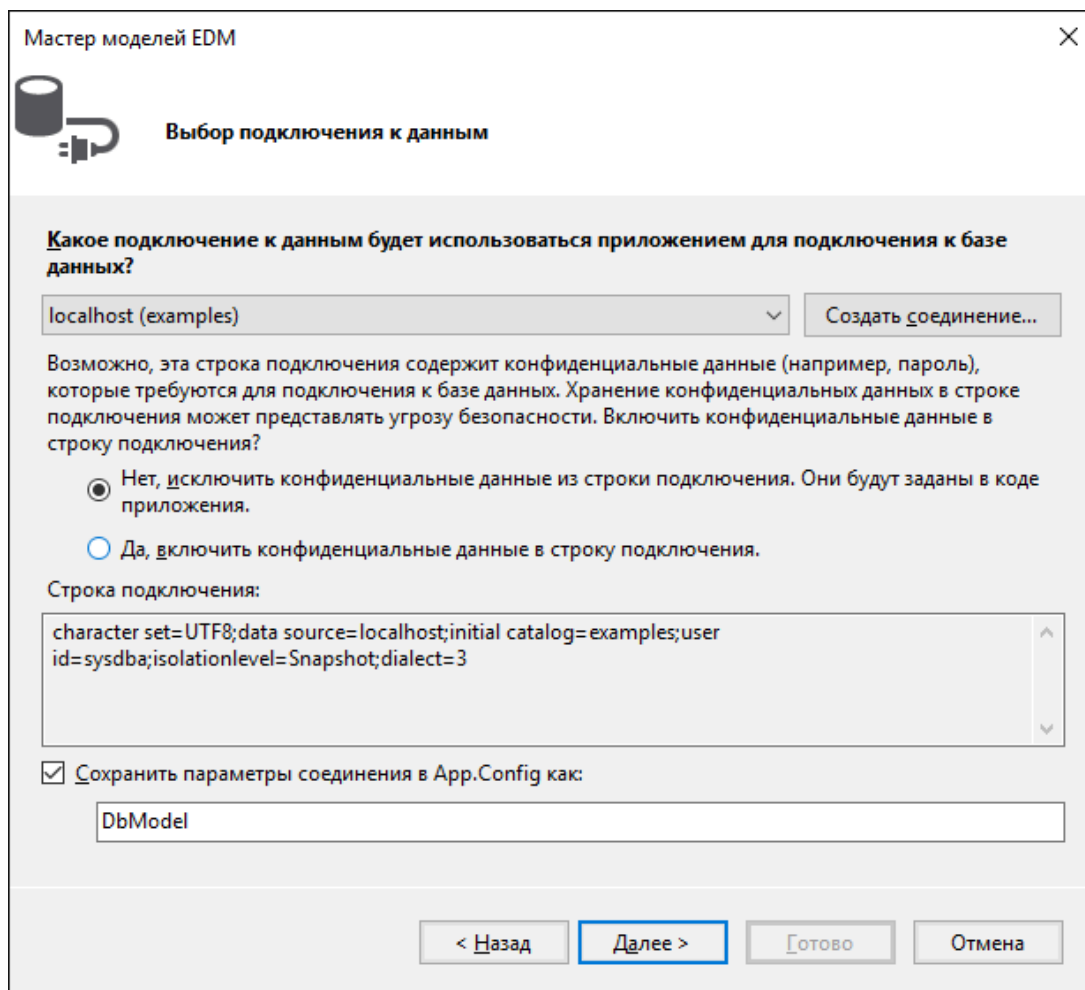 Мастер моделей EDM
Выбор подключения к данным
Какое подключение к данным будет использоваться приложением для подключения к базе
данных?
localhost (examples)
Создать соединение...
Возможно, эта строка подключения содержит конфиденциальные данные (например, пароль),
которые требуются для подключения к базе данных. Хранение конфиденциальных данных в строке
подключения может представлять угрозу безопасности. Включить конфиденциальные данные в
строку подключения?
Нет, исключить конфиденциальные данные из строки подключения. Они будут заданы в коде
приложения.
Да, включить конфиденциальные данные в строку подключения.
Строка подключения:
character set=UTF8;data source=localhost;initial catalog=examples;user
id=sysdba;isolationlevel=Snapshot;dialect=3
Сохранить параметры соединения в App.Config как:
DbModel
< Назад
Далее >
Готово
Отмена